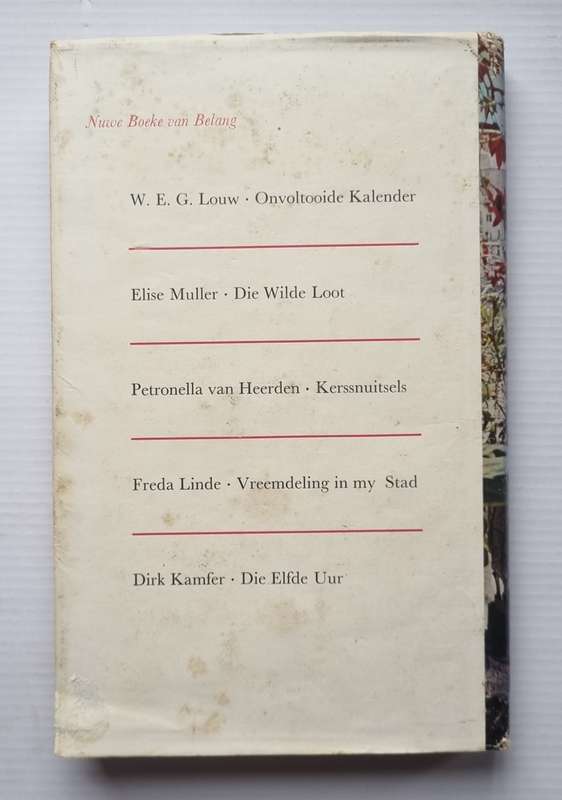 Nuwe Boeke van Belang
W. E. G. Louw · Onvoltooide Kalender
Elise Muller · Die Wilde Loot
Petronella van Heerden · Kerssnuitsels
Freda Linde · Vreemdeling in my Stad
Dirk Kamfer · Die Elfde Uur